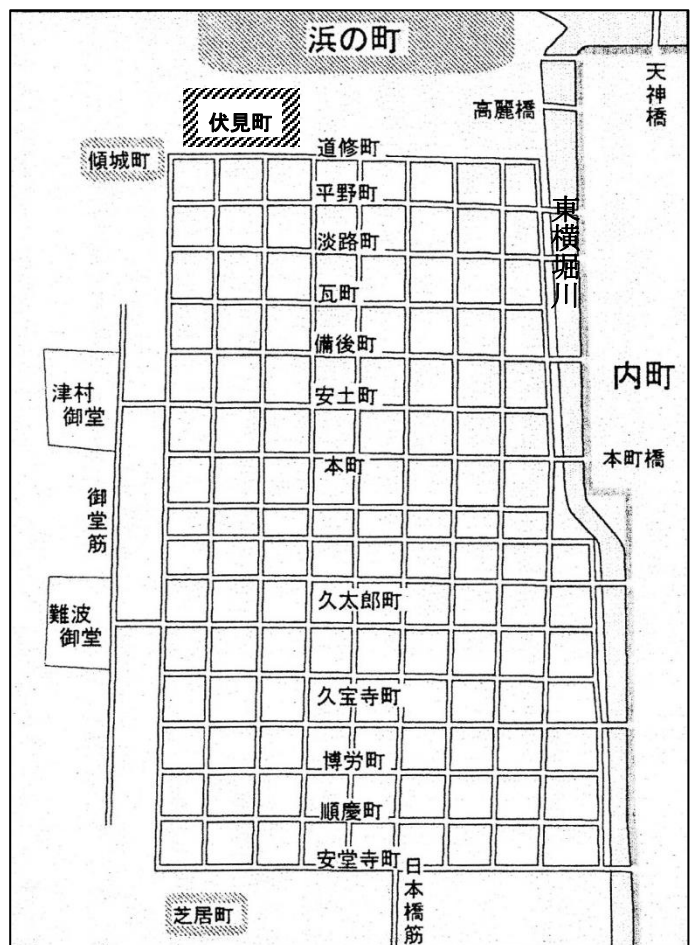 浜の町
天神橋
高麗橋
伏見町
傾城町
道修町
平野町
東横堀川
淡路町
瓦町
備後町
内町
津村
御堂
安土町
本町
本町橋
御堂筋
久太郎町
難波
御堂
久宝寺町
博労町
順慶町
安堂寺町
日本橋筋
芝居町